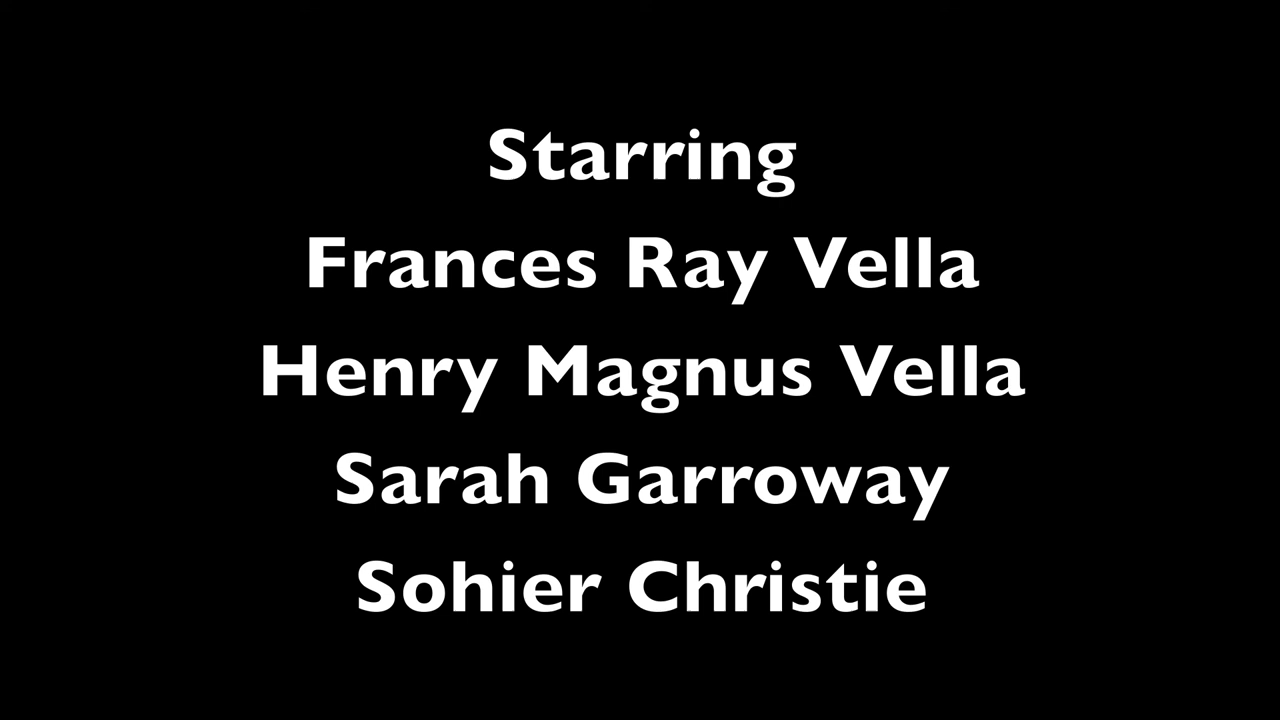 Starring
Frances Ray Vella
Henry Magnus Vella
Sarah Garroway
Sohier Christie